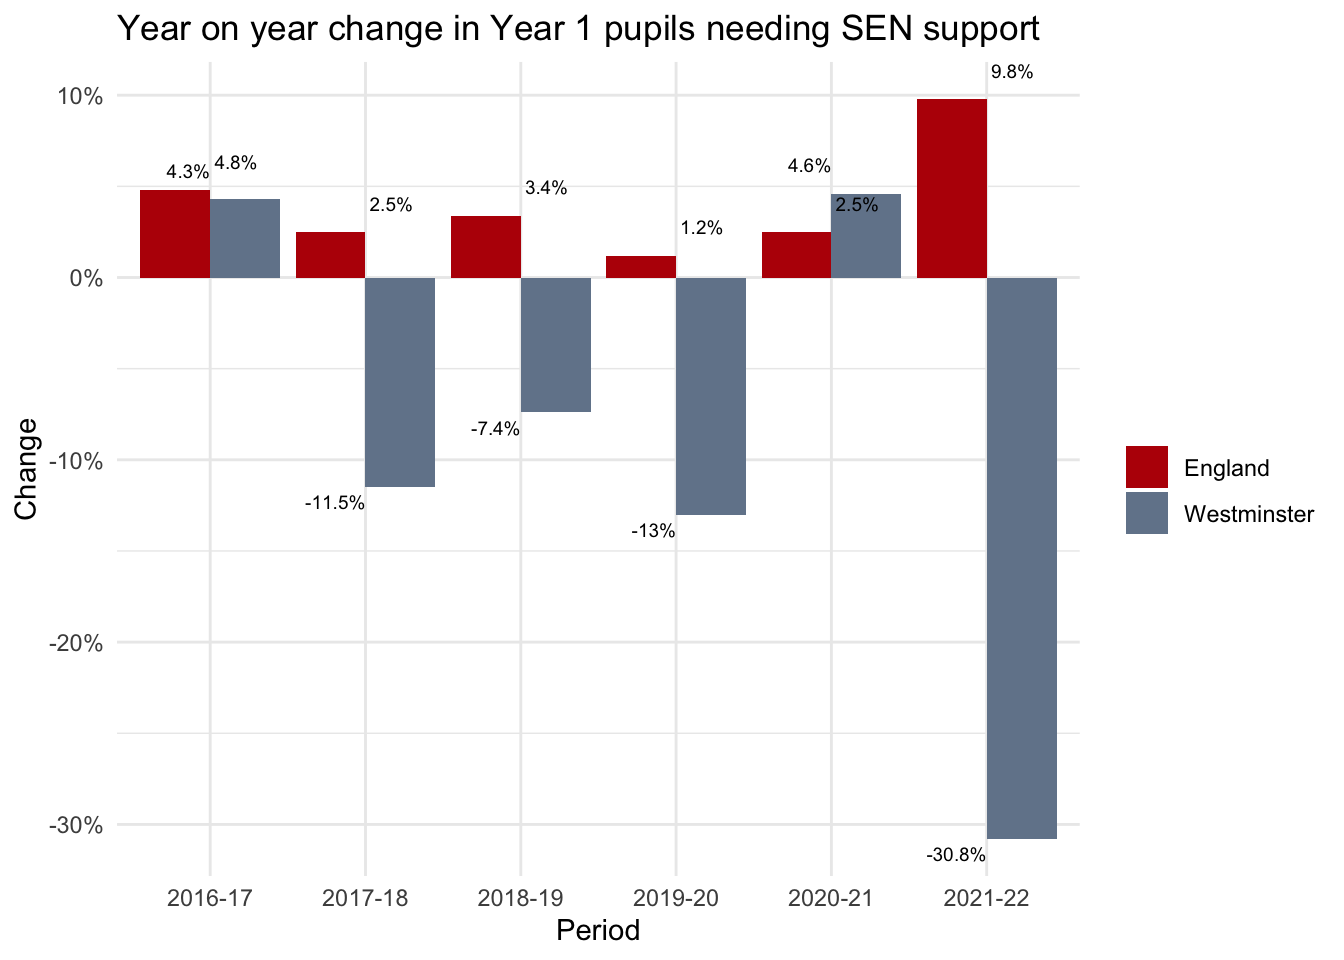 Year on year change in Year 1 pupils needing SEN support
9.8%
10%
4.3%
4.8%
4.6%
3.4%
2.5%
2.5%
1.2%
0%
-7.4%
Change
-10%
England
-11.5%
Westminster
-13%
-20%
-30%
-30.8%
2016-17 2017-18 2018-19 2019-20 2020-21 2021-22
Period